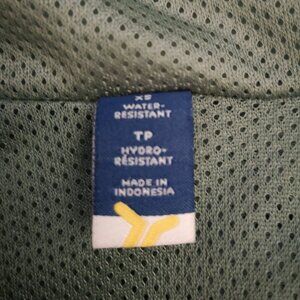 XS
WATER-
RESISTANT
TP
HYDRO-
RÉSISTANT
MADE IN
INDONESIA